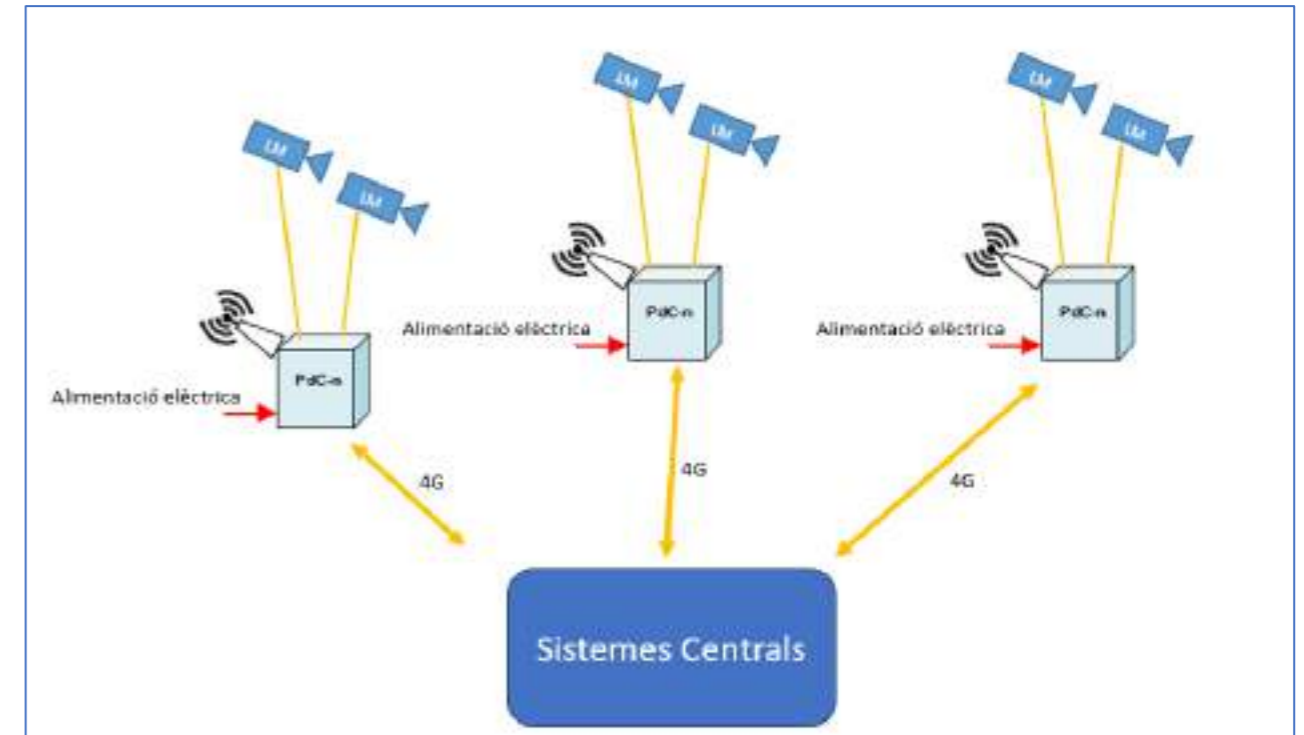 LM
LM
LM
LM
LM
LM
PdC-n
Alimentació elèctrica
PdC-n
Alimentació elèctrica
PdC-n
Alimentació elèctrica
4G
4G
4G
Sistemes Centrals